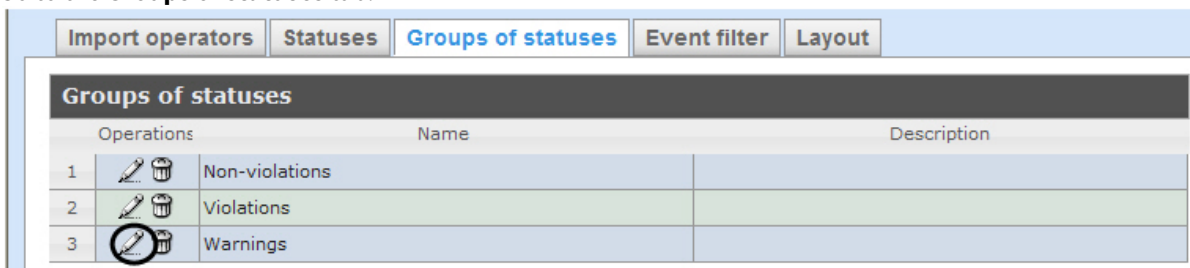 Import operators Statuses Groups of statuses Event filter Layout
Groups of statuses
Operations Name Description
1 Non-violations
2 Violations
3 Warnings